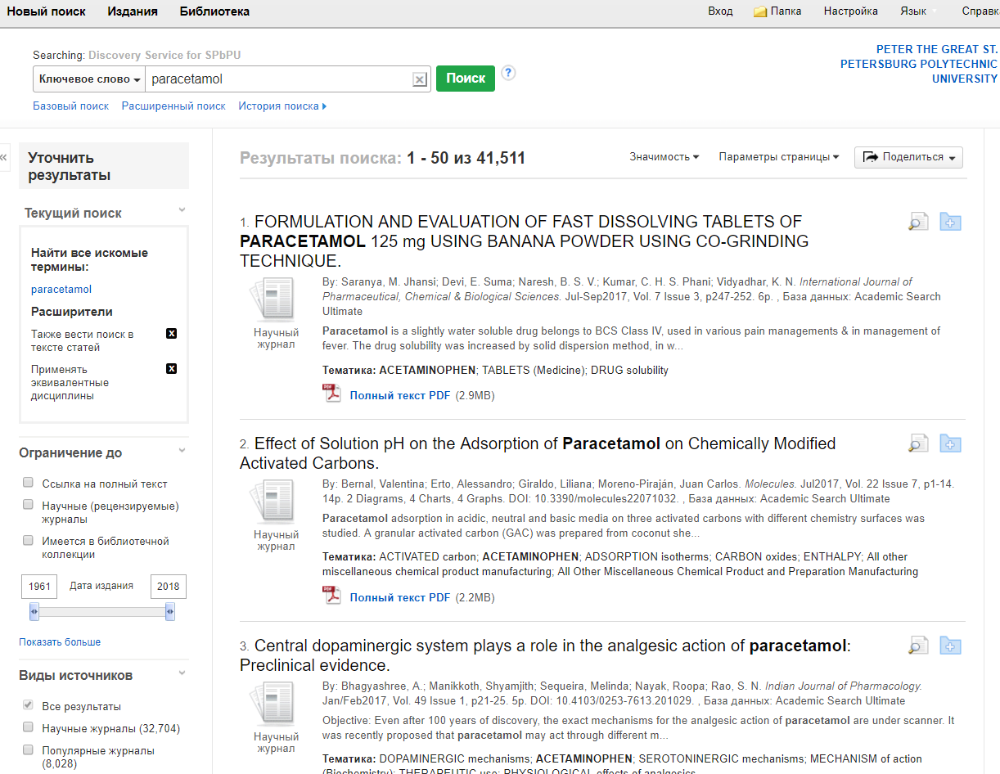 Новый поиск Издания Библиотека Вход Папка Настройка Язык Справка
Searching: Discovery Service for SPbPU
PETER THE GREAT ST.
PETERSBURG POLYTECHNIC
UNIVERSITY
Ключевое слово paracetamol Поиск ?
Базовый поиск Расширенный поиск История поиска
«
Уточнить
результаты
Текущий поиск
Найти все искомые
термины:
paracetamol
Расширители
Также вести поиск в
тексте статей
Применять
эквивалентные
дисциплины
Ограничение до
Ссылка на полный текст
Научные (рецензируемые)
журналы
Имеется в библиотечной
коллекции
1961 Дата издания 2018
Показать больше
Виды источников
Все результаты
Научные журналы (32,704)
Популярные журналы
(8,028)
Результаты поиска: 1 - 50 из 41,511 Значимость Параметры страницы Поделиться
1. FORMULATION AND EVALUATION OF FAST DISSOLVING TABLETS OF
PARACETAMOL 125 mg USING BANANA POWDER USING CO-GRINDING
TECHNIQUE.
Научный
журнал
By: Saranya, M. Jhansi; Devi, E. Suma; Naresh, B. S. V.; Kumar, C. H. S. Phani; Vidyadhar, K. N. International Journal of
Pharmaceutical, Chemical & Biological Sciences. Jul-Sep2017, Vol. 7 Issue 3, p247-252. 6p. , База данных: Academic Search
Ultimate
Paracetamol is a slightly water soluble drug belongs to BCS Class IV, used in various pain managements & in management of
fever. The drug solubility was increased by solid dispersion method, in w...
Тематика: ACETAMINOPHEN; TABLETS (Medicine); DRUG solubility
PDF Полный текст PDF (2.9MB)
2. Effect of Solution pH on the Adsorption of Paracetamol on Chemically Modified
Activated Carbons.
Научный
журнал
By: Bernal, Valentina; Erto, Alessandro; Giraldo, Liliana; Moreno-Piraján, Juan Carlos. Molecules. Jul2017, Vol. 22 Issue 7, p1-14.
14p. 2 Diagrams, 4 Charts, 4 Graphs. DOI: 10.3390/molecules22071032. , База данных: Academic Search Ultimate
Paracetamol adsorption in acidic, neutral and basic media on three activated carbons with different chemistry surfaces was
studied. A granular activated carbon (GAC) was prepared from coconut she...
Тематика: ACTIVATED carbon; ACETAMINOPHEN; ADSORPTION isotherms; CARBON oxides; ENTHALPY; All other
miscellaneous chemical product manufacturing; All Other Miscellaneous Chemical Product and Preparation Manufacturing
PDF Полный текст PDF (2.2MB)
3. Central dopaminergic system plays a role in the analgesic action of paracetamol:
Preclinical evidence.
Научный
журнал
By: Bhagyashree, A.; Manikkoth, Shyamjith; Sequeira, Melinda; Nayak, Roopa; Rao, S. N. Indian Journal of Pharmacology.
Jan/Feb2017, Vol. 49 Issue 1, p21-25. 5p. DOI: 10.4103/0253-7613.201029. , База данных: Academic Search Ultimate
Objective: Even after 100 years of discovery, the exact mechanisms for the analgesic action of paracetamol are under scanner. It
was recently proposed that paracetamol may act through different m...
Тематика: DOPAMINERGIC mechanisms; ACETAMINOPHEN; SEROTONINERGIC mechanisms; MECHANISM of action
(Biochemistry); THERAPEUTIC use; PHYSIOLOGICAL effects of analgesics